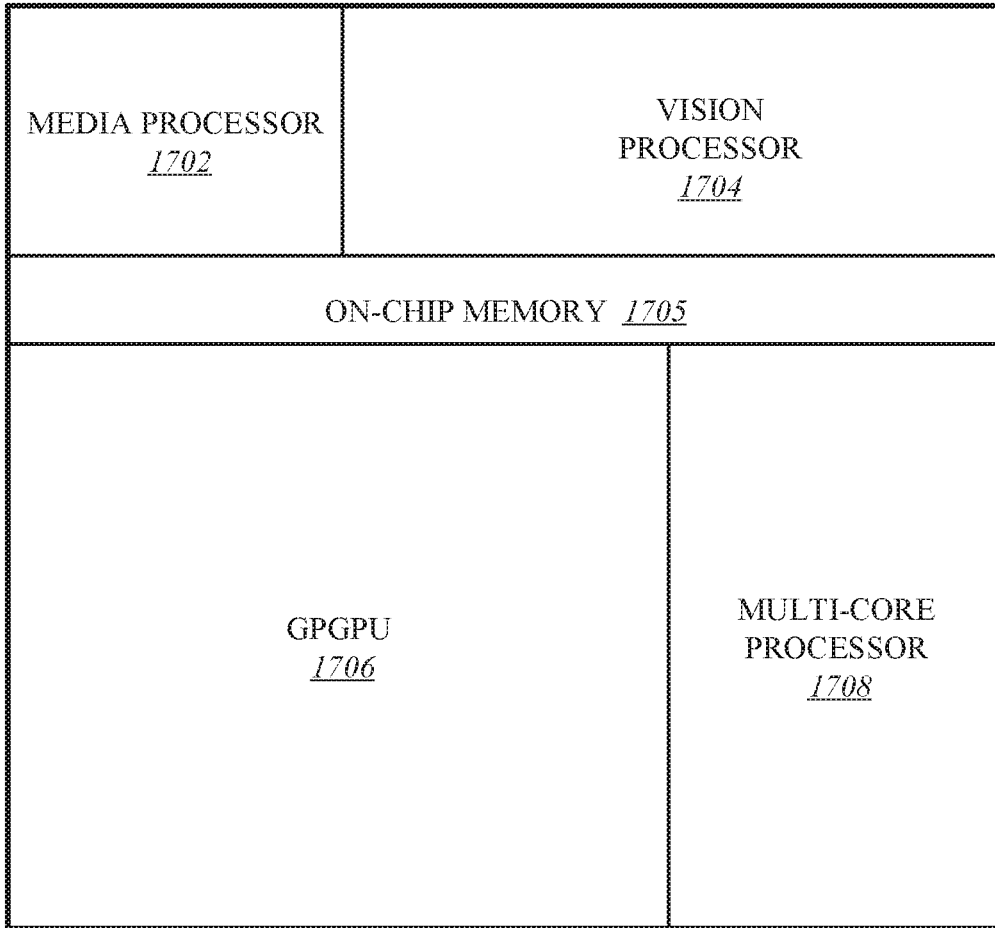 MEDIA PROCESSOR
1702
VISION
PROCESSOR
1704
ON-CHIP MEMORY 1705
GPGPU
1706
MULTI-CORE
PROCESSOR
1708